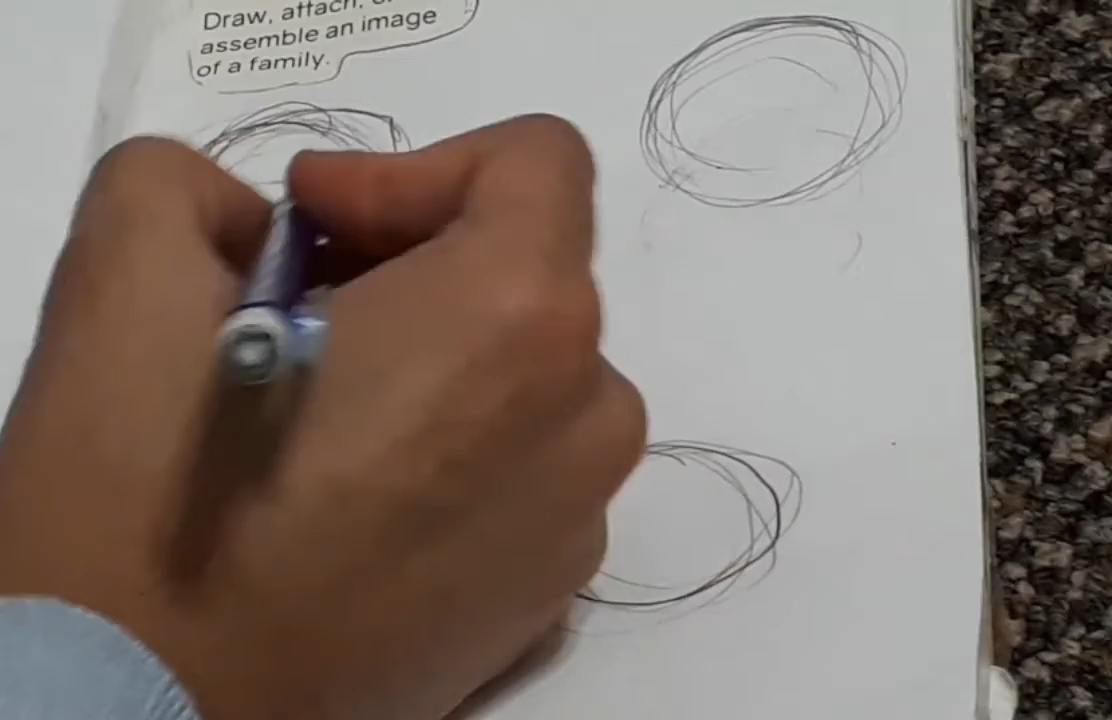 Draw, attach,
assemble an image
of a family.